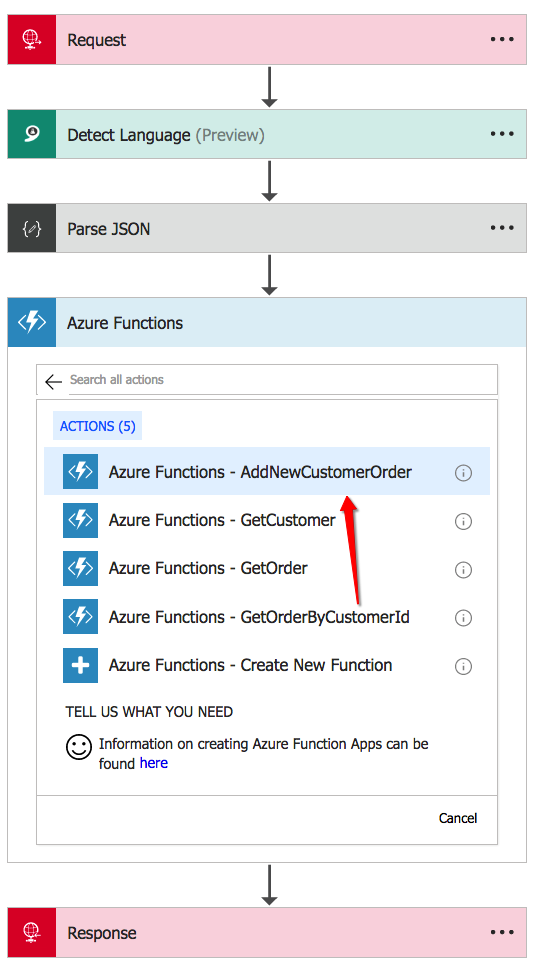 Request
Detect Language (Preview)
Parse JSON
Azure Functions
Search all actions
ACTIONS (5)
Azure Functions - AddNewCustomerOrder
Azure Functions - GetCustomer
Azure Functions - GetOrder
Azure Functions - GetOrderByCustomerId
Azure Functions - Create New Function
TELL US WHAT YOU NEED
Information on creating Azure Function Apps can be
found here
Cancel
Response